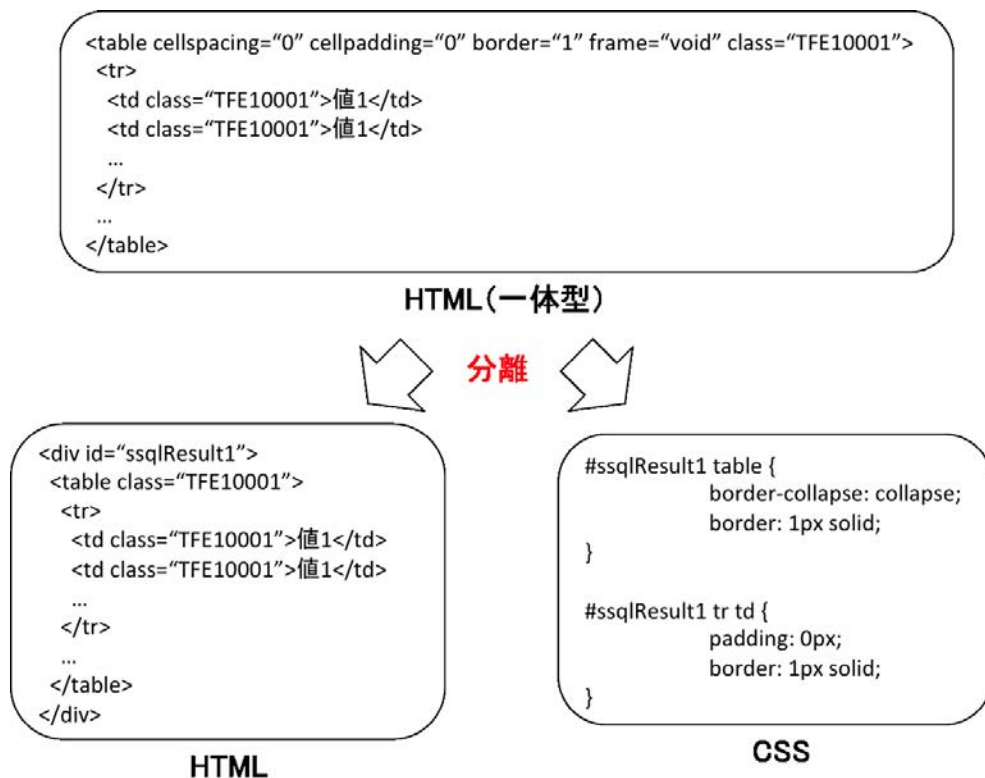 <table cellspacing=“0” cellpadding=“0” border=“1” frame=“void” class=“TFE10001”>
<tr>
<td class=“TFE10001”>値1</td>
<td class=“TFE10001”>値1</td>
...
</tr>
...
</table>
HTML(一体型)
分離
<div id=“ssqlResult1”>
<table class=“TFE10001”>
<tr>
<td class=“TFE10001”>値1</td>
<td class=“TFE10001”>値1</td>
...
</tr>
...
</table>
</div>
HTML
#ssqlResult1 table {
border-collapse: collapse;
border: 1px solid;
}
#ssqlResult1 tr td {
padding: 0px;
border: 1px solid;
}
CSS